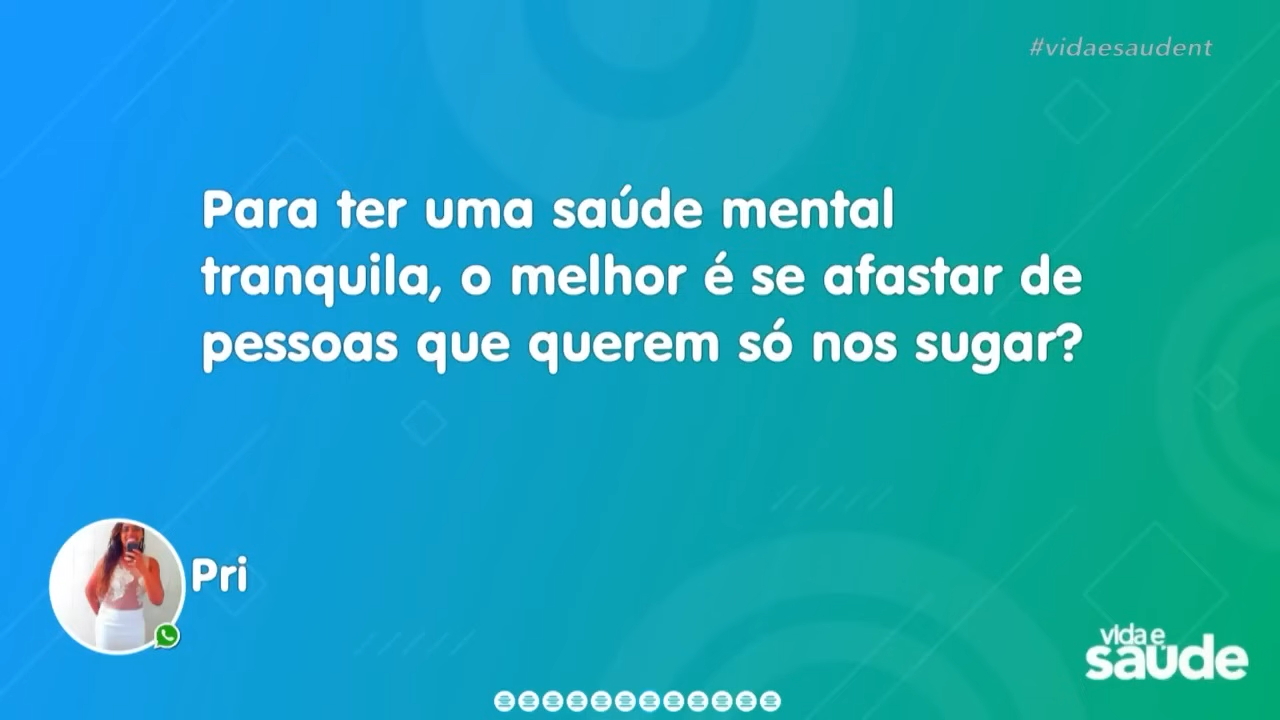 #vidaesaudent
Para ter uma saúde mental
tranquila, o melhor é se afastar de
pessoas que querem só nos sugar?
Pri
vida e
saúde